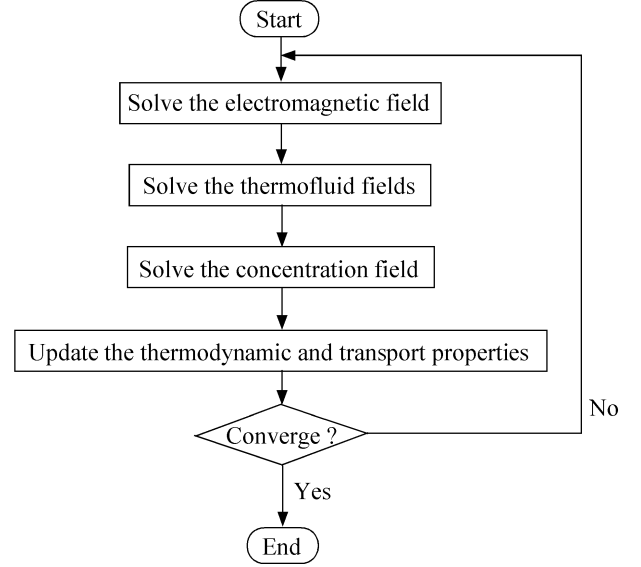 Start
Solve the electromagnetic field
Solve the thermofluid fields
Solve the concentration field
Update the thermodynamic and transport properties
Converge ?
No
Yes
End